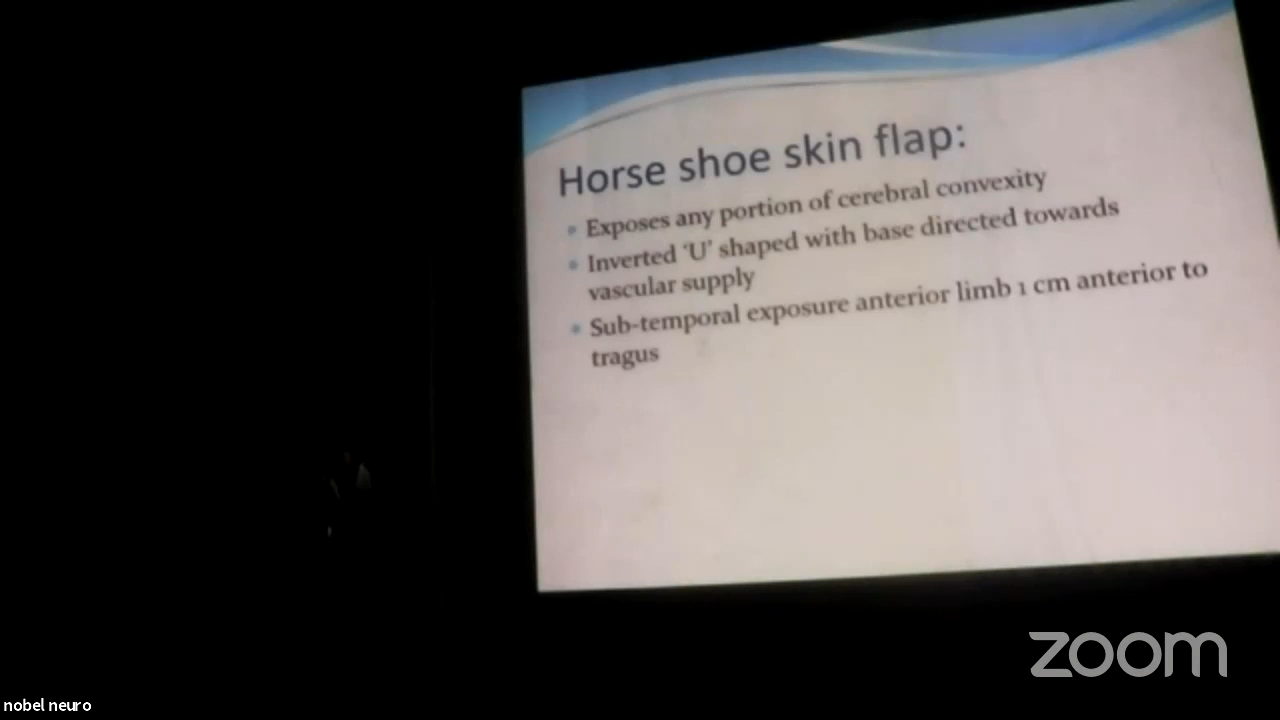 Horse shoe skin flap:
Exposes any portion of cerebral convexity
Inverted ‘U’ shaped with base directed towards
vascular supply
Sub-temporal exposure anterior limb 1 cm anterior to
tragus
zoom
nobel neuro